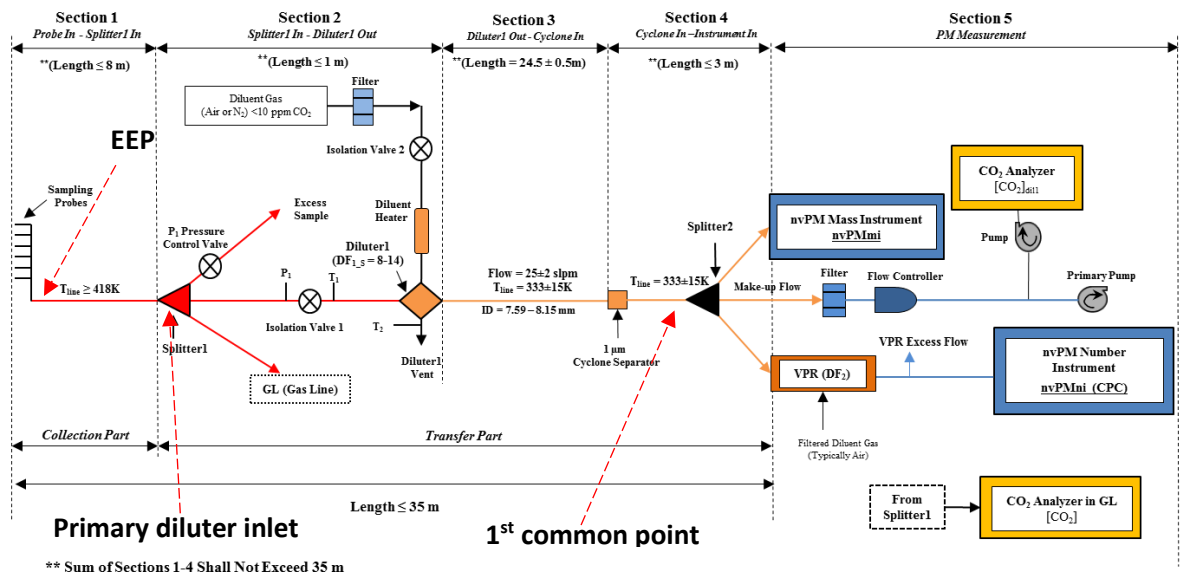 Section 1
Probe In - Splitter1 In
**(Length ≤ 8 m)
Section 2
Splitter1 In - Diluter1 Out
**(Length ≤ 1 m)
Section 3
Diluter1 Out - Cyclone In
**(Length = 24.5 ± 0.5m)
Section 4
Cyclone In – Instrument In
**(Length ≤ 3 m)
Section 5
PM Measurement
EEP
Sampling
Probes
T_line ≥ 418K
Diluent Gas
(Air or N₂) <10 ppm CO₂
Filter
Isolation Valve 2
Excess
Sample
P₁ Pressure
Control Valve
Diluent
Heater
Diluter1
(DF₁_S = 8-14)
P₁
T₁
Isolation Valve 1
T₂
Diluter1
Vent
Splitter1
GL (Gas Line)
Flow = 25±2 slpm
T_line = 333±15K
ID = 7.59 – 8.15 mm
1 µm
Cyclone Separator
T_line = 333±15K
Splitter2
Make-up Flow
nvPM Mass Instrument
nvPMmi
CO₂ Analyzer
[CO₂]dil1
Pump
Filter
Flow Controller
Primary Pump
VPR Excess Flow
VPR (DF₂)
nvPM Number
Instrument
nvPMni (CPC)
Filtered Diluent Gas
(Typically Air)
Collection Part
Transfer Part
Length ≤ 35 m
From
Splitter1
CO₂ Analyzer in GL
[CO₂]
Primary diluter inlet
1st common point
** Sum of Sections 1-4 Shall Not Exceed 35 m